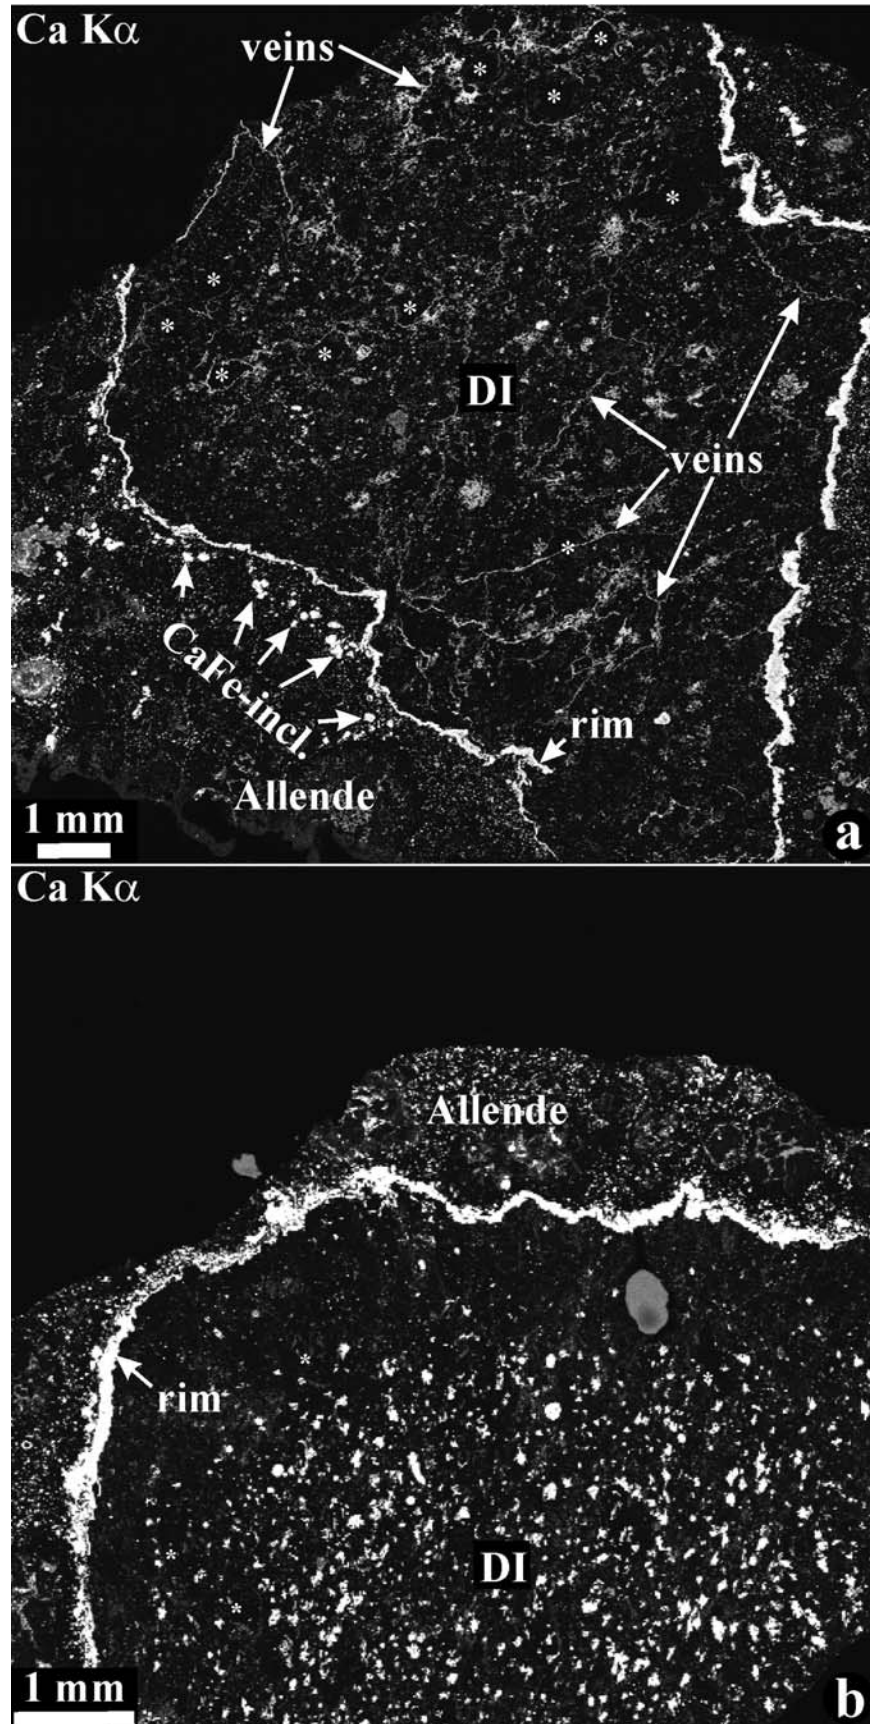 Ca Kα
veins
* * * *
*
DI
* * * * *
veins
*
CaFe-incl.
rim
Allende
1 mm
a
Ca Kα
Allende
rim
* *
DI
* *
1 mm
b